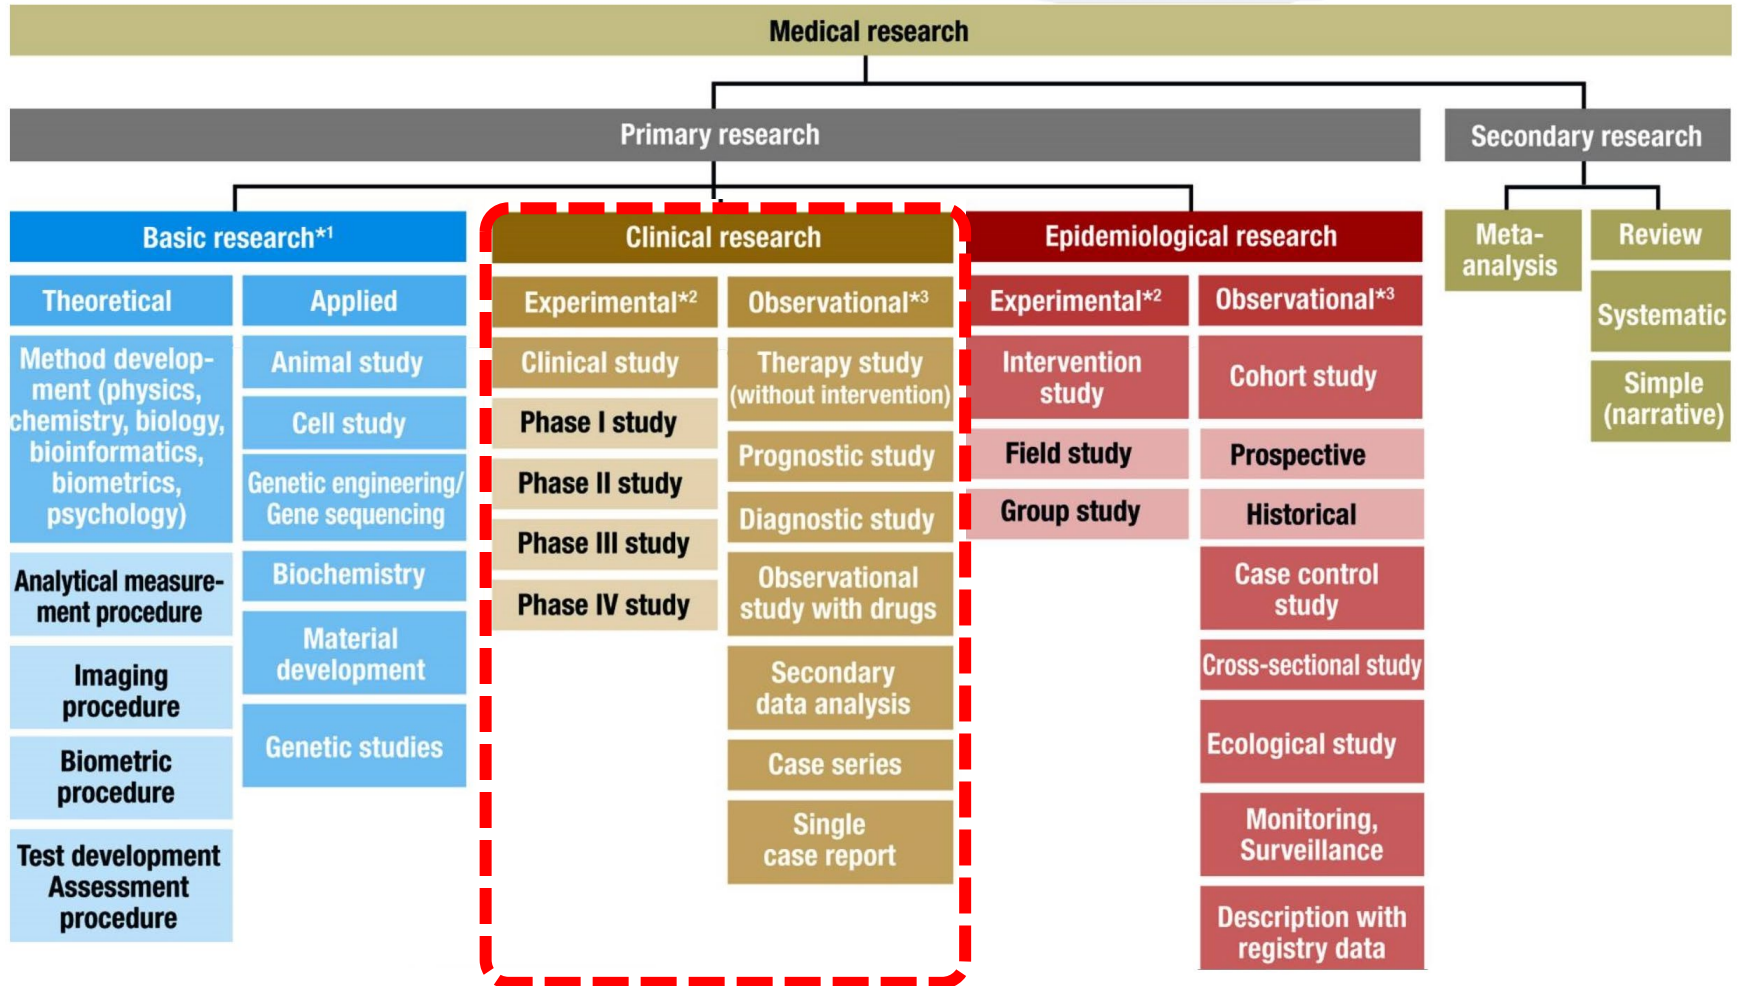 Medical research
Primary research
Secondary research
Basic research*1
Theoretical
Method develop-
ment (physics,
chemistry, biology,
bioinformatics,
biometrics,
psychology)
Analytical measure-
ment procedure
Imaging
procedure
Biometric
procedure
Test development
Assessment
procedure
Applied
Animal study
Cell study
Genetic engineering/
Gene sequencing
Biochemistry
Material
development
Genetic studies
Clinical research
Experimental*2
Clinical study
Phase I study
Phase II study
Phase III study
Phase IV study
Observational*3
Therapy study
(without intervention)
Prognostic study
Diagnostic study
Observational
study with drugs
Secondary
data analysis
Case series
Single
case report
Epidemiological research
Experimental*2
Intervention
study
Field study
Group study
Observational*3
Cohort study
Prospective
Historical
Case control
study
Cross-sectional study
Ecological study
Monitoring,
Surveillance
Description with
registry data
Meta-
analysis
Review
Systematic
Simple
(narrative)